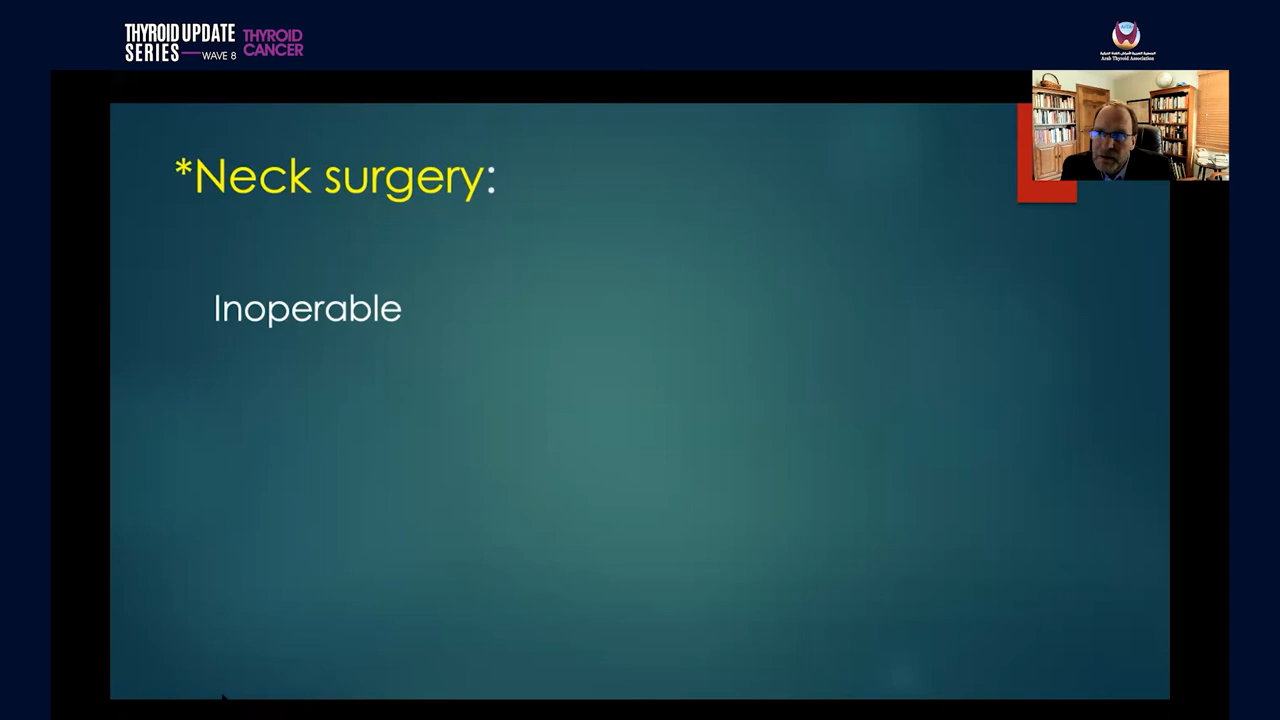 THYROID UPDATE
SERIES — WAVE 8
THYROID
CANCER
Arab Thyroid Association
*Neck surgery:
Inoperable